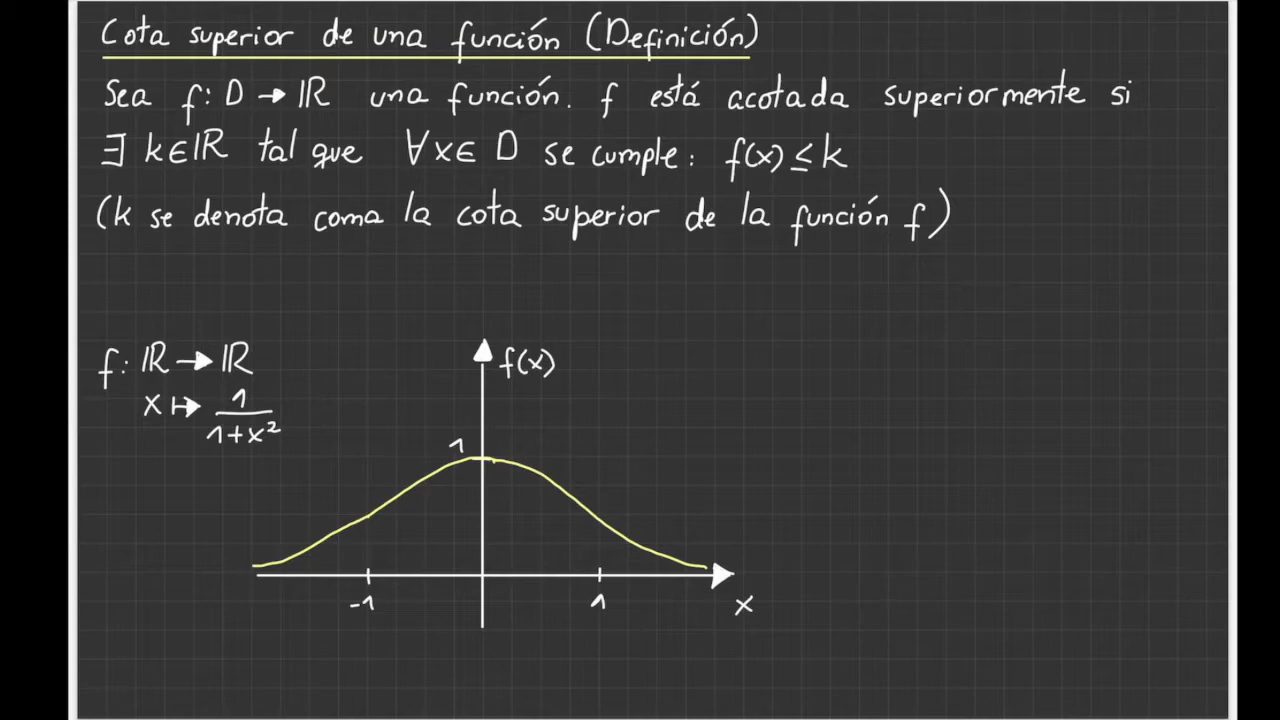 Cota superior de una función (Definición)
Sea f: D → ℝ una función. f está acotada superiormente si
∃ k ∈ ℝ tal que ∀ x ∈ D se cumple: f(x) ≤ k
(k se denota coma la cota superior de la función f)
f: ℝ → ℝ
x ↦ 1/(1+x²)
f(x)
1
-1
1
x